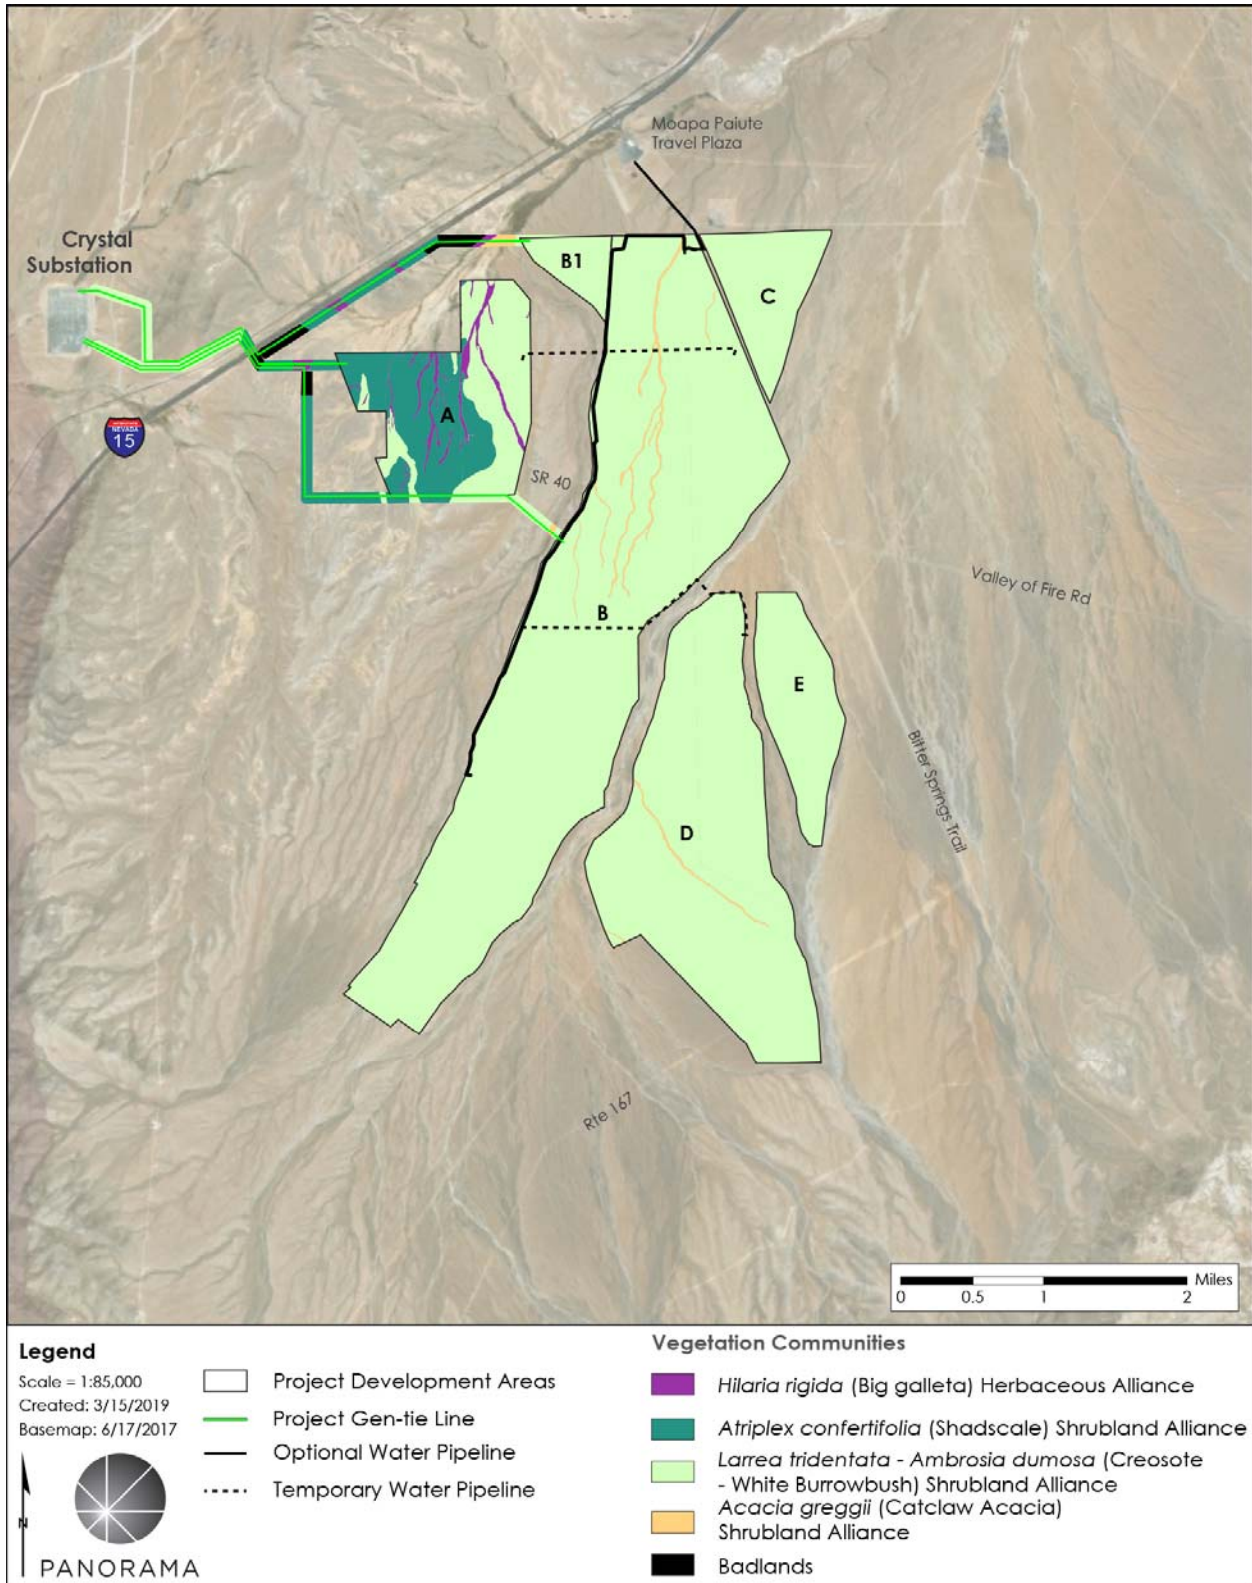 Moapa Paiute
Travel Plaza
Crystal
Substation
B1
C
A
NEVADA
15
SR 40
Valley of Fire Rd
B
E
Bitter Springs Trail
D
Rte 167
Miles
0 0.5 1 2
Legend
Scale = 1:85,000
Created: 3/15/2019
Basemap: 6/17/2017
N
PANORAMA
Project Development Areas
Project Gen-tie Line
Optional Water Pipeline
Temporary Water Pipeline
Vegetation Communities
Hilaria rigida (Big galleta) Herbaceous Alliance
Atriplex confertifolia (Shadscale) Shrubland Alliance
Larrea tridentata - Ambrosia dumosa (Creosote
- White Burrowbush) Shrubland Alliance
Acacia greggii (Catclaw Acacia)
Shrubland Alliance
Badlands